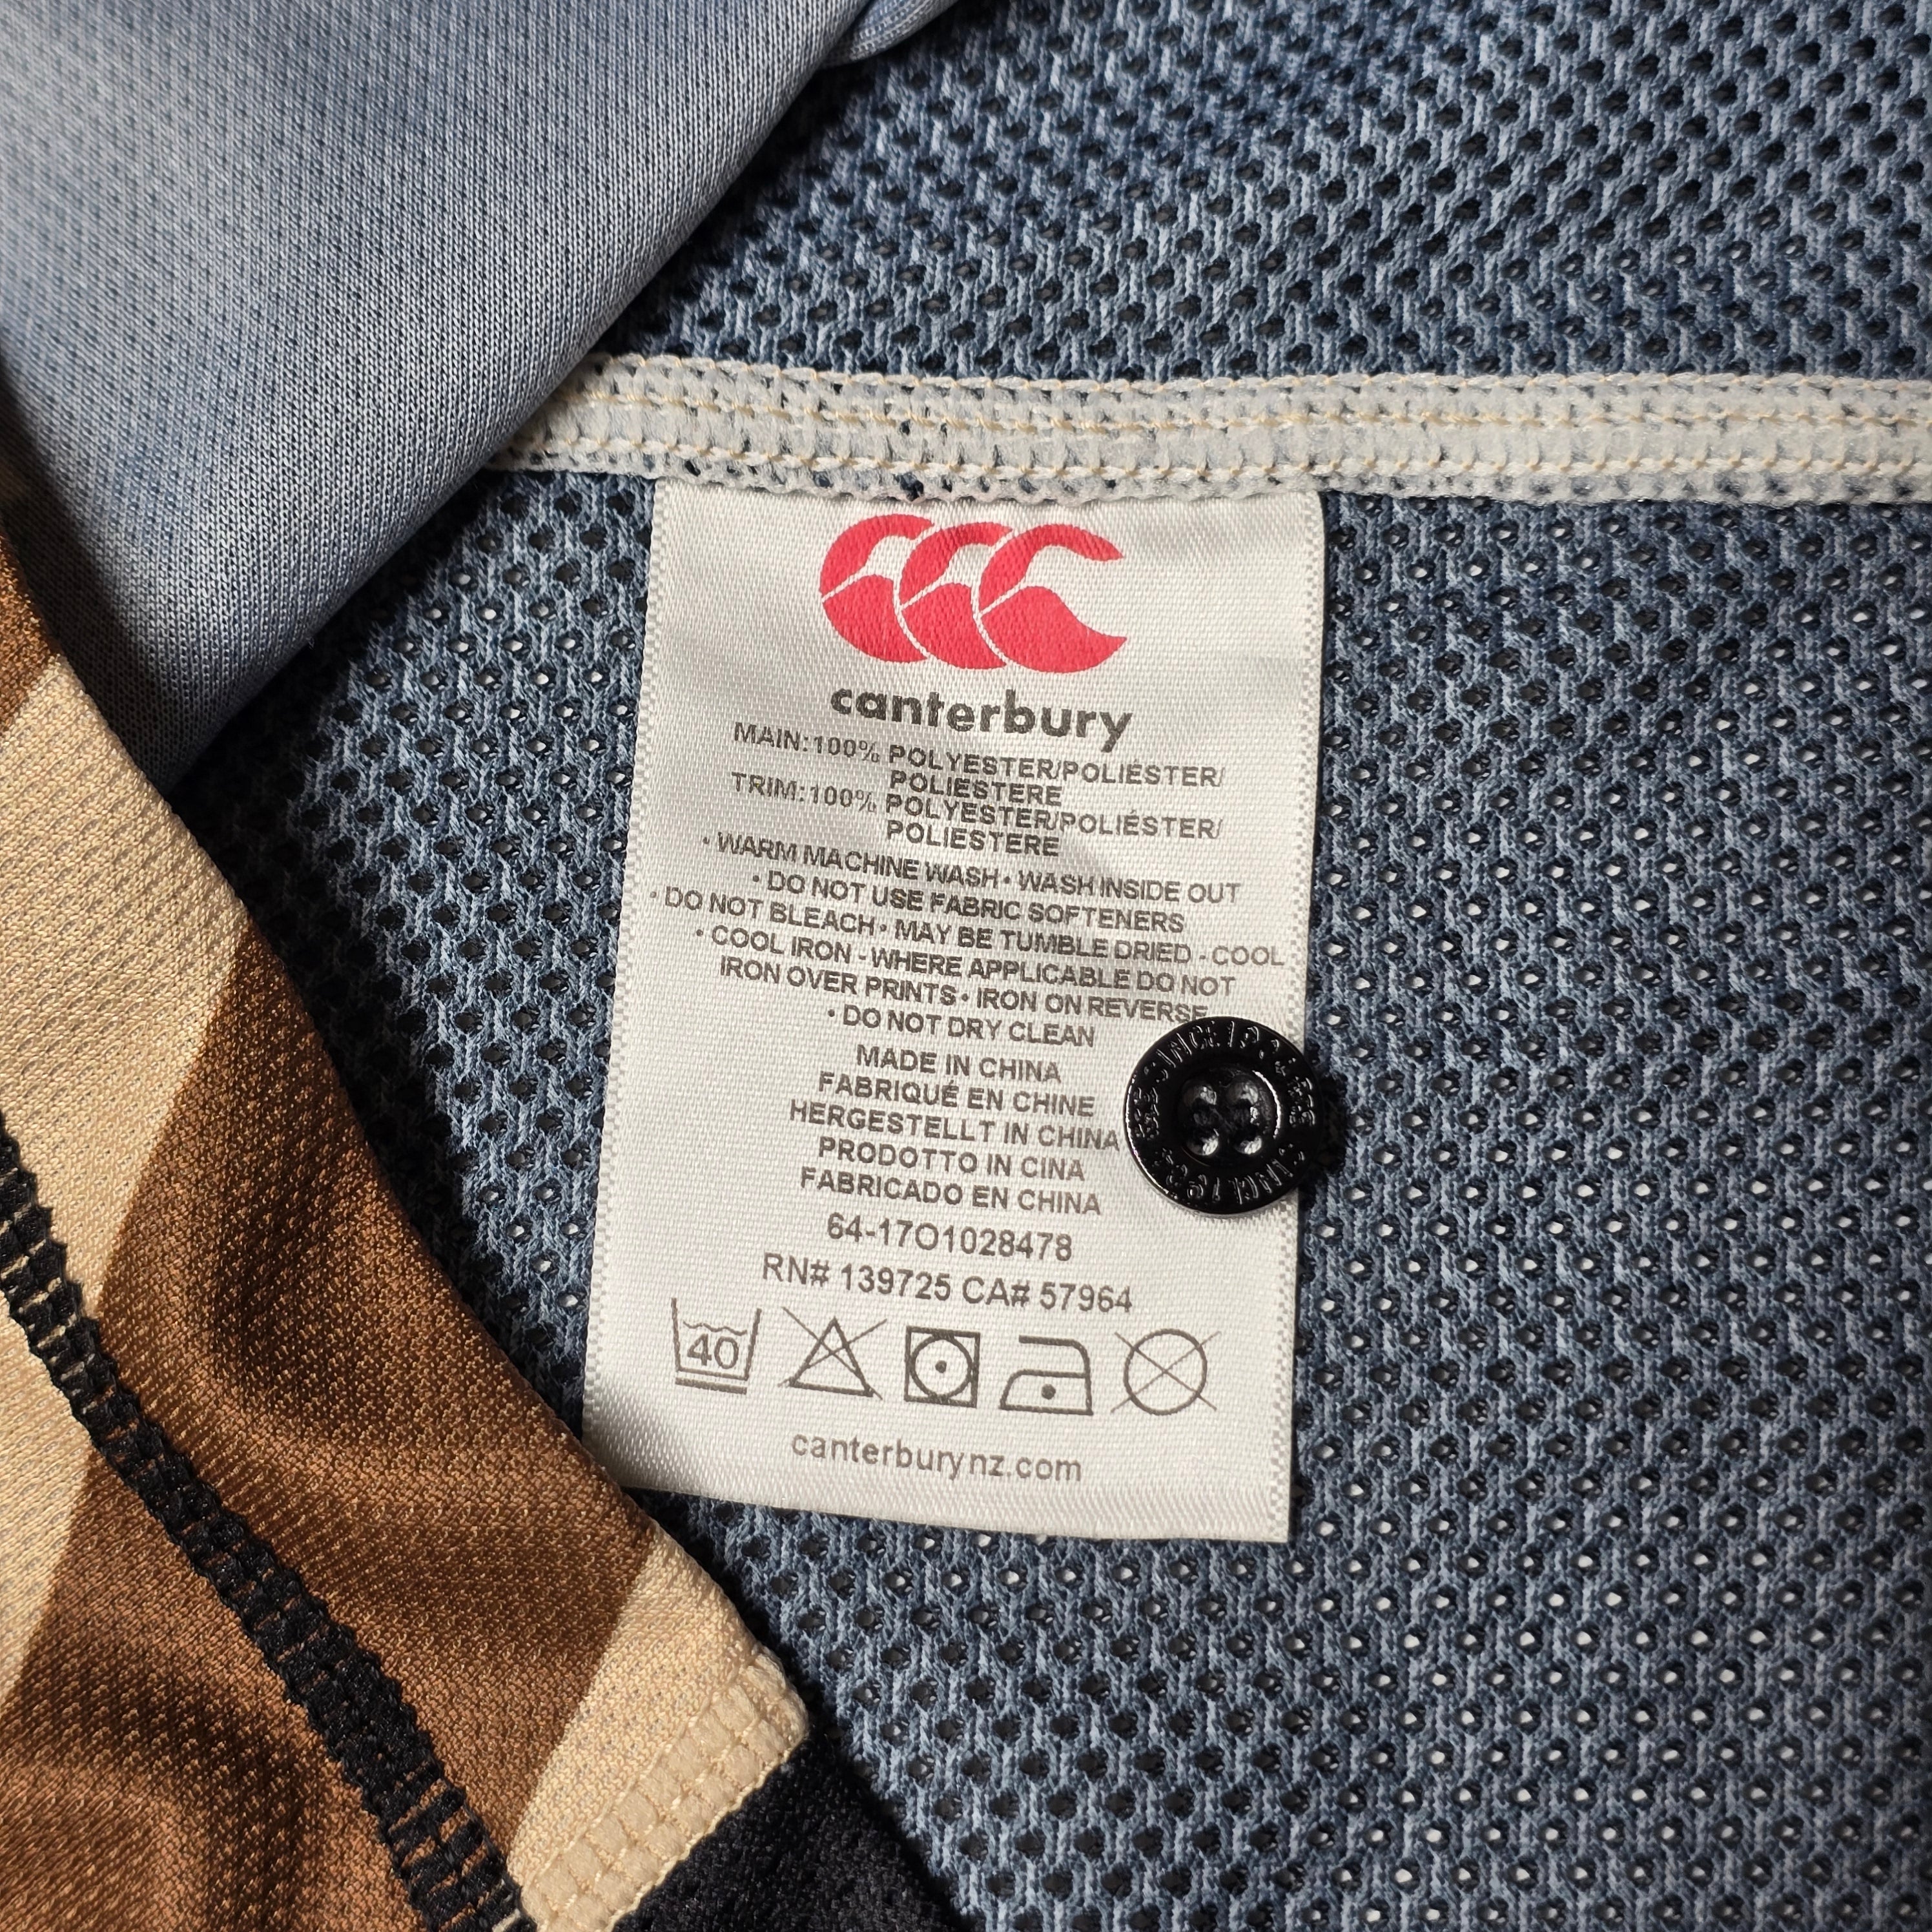 canterbury
MAIN:100% POLYESTER/POLIÉSTER/
POLIESTERE
TRIM:100% POLYESTER/POLIÉSTER/
POLIESTERE
• WARM MACHINE WASH • WASH INSIDE OUT
• DO NOT USE FABRIC SOFTENERS
• DO NOT BLEACH • MAY BE TUMBLE DRIED - COOL
• COOL IRON - WHERE APPLICABLE DO NOT
IRON OVER PRINTS • IRON ON REVERSE
• DO NOT DRY CLEAN
MADE IN CHINA
FABRIQUÉ EN CHINE
HERGESTELLT IN CHINA
PRODOTTO IN CINA
FABRICADO EN CHINA
64-17O1028478
RN# 139725 CA# 57964
40
canterburynz.com
SINCE